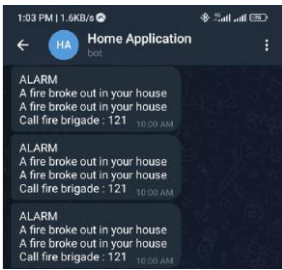 1:03 PM | 1.6KB/s
HA
Home Application
bot
ALARM
A fire broke out in your house
A fire broke out in your house
Call fire brigade : 121 10:00 AM
ALARM
A fire broke out in your house
A fire broke out in your house
Call fire brigade : 121 10:00 AM
ALARM
A fire broke out in your house
A fire broke out in your house
Call fire brigade : 121 10:00 AM